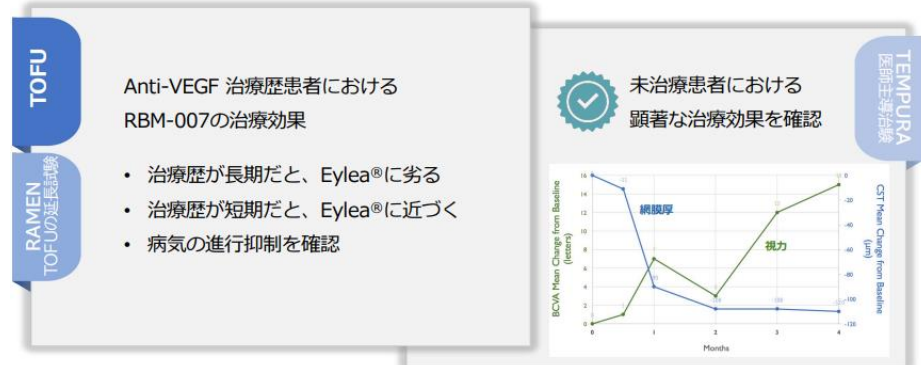 TOFU
RAMEN
TOFUの延長試験
Anti-VEGF 治療歴患者における
RBM-007の治療効果
• 治療歴が長期だと、Eylea®に劣る
• 治療歴が短期だと、Eylea®に近づく
• 病気の進行抑制を確認
TEMPURA
医師主導治験
未治療患者における
顕著な治療効果を確認
BCVA Mean Change from Baseline
(letters)
16
14
12
10
8
6
4
2
0
網膜厚
視力
0
-20
-40
-60
-80
-100
-120
CST Mean Change from Baseline
(μm)
0
1
2
3
4
Months